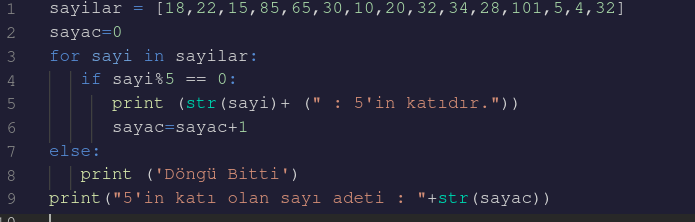 1 sayilar = [18,22,15,85,65,30,10,20,32,34,28,101,5,4,32]
2 sayac=0
3 for sayi in sayilar:
4 if sayi%5 == 0:
5 print (str(sayi)+ (" : 5'in katıdır."))
6 sayac=sayac+1
7 else:
8 print ('Döngü Bitti')
9 print("5'in katı olan sayı adeti : "+str(sayac))